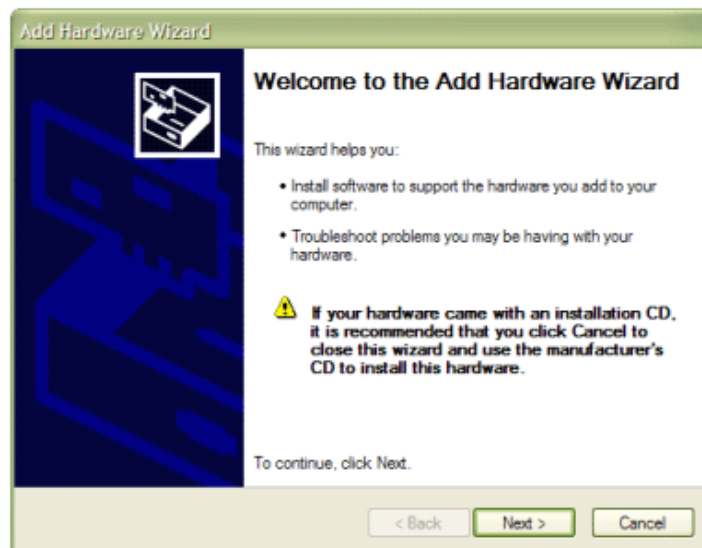 Add Hardware Wizard
Welcome to the Add Hardware Wizard
This wizard helps you:
• Install software to support the hardware you add to your
computer.
• Troubleshoot problems you may be having with your
hardware.
If your hardware came with an installation CD,
it is recommended that you click Cancel to
close this wizard and use the manufacturer's
CD to install this hardware.
To continue, click Next.
< Back Next > Cancel